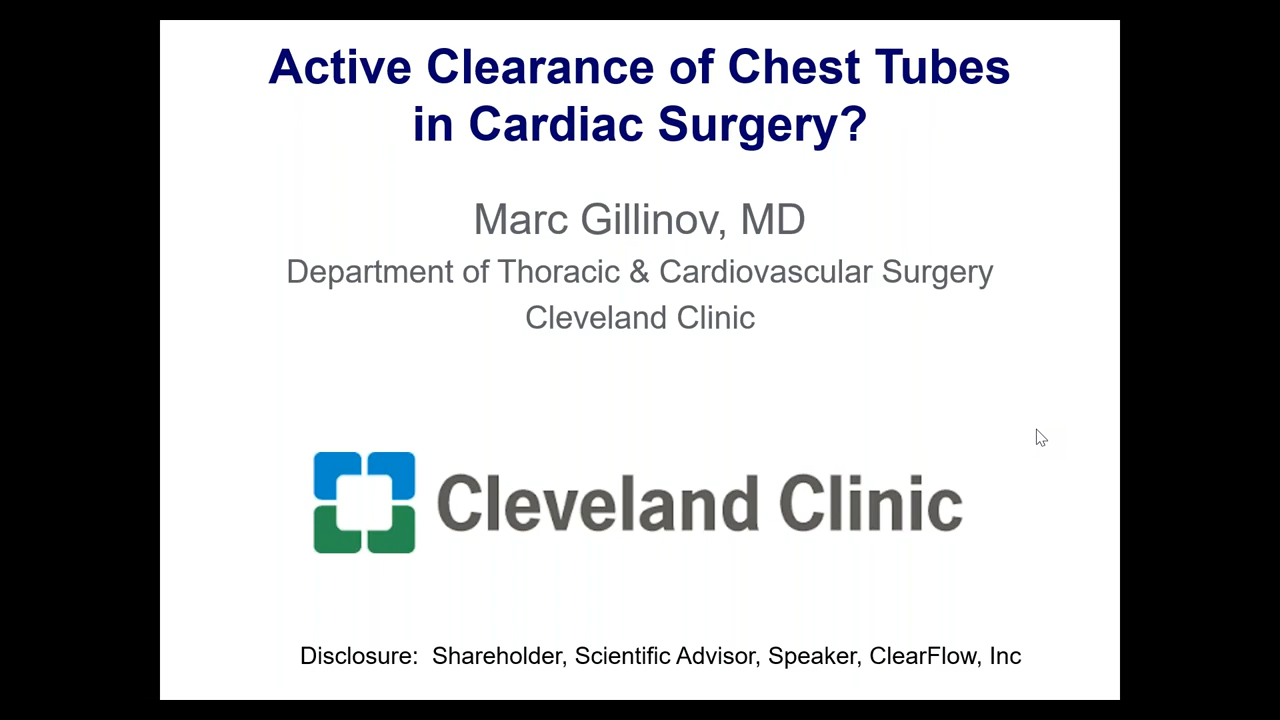 Active Clearance of Chest Tubes
in Cardiac Surgery?
Marc Gillinov, MD
Department of Thoracic & Cardiovascular Surgery
Cleveland Clinic
Cleveland Clinic
Disclosure:  Shareholder, Scientific Advisor, Speaker, ClearFlow, Inc